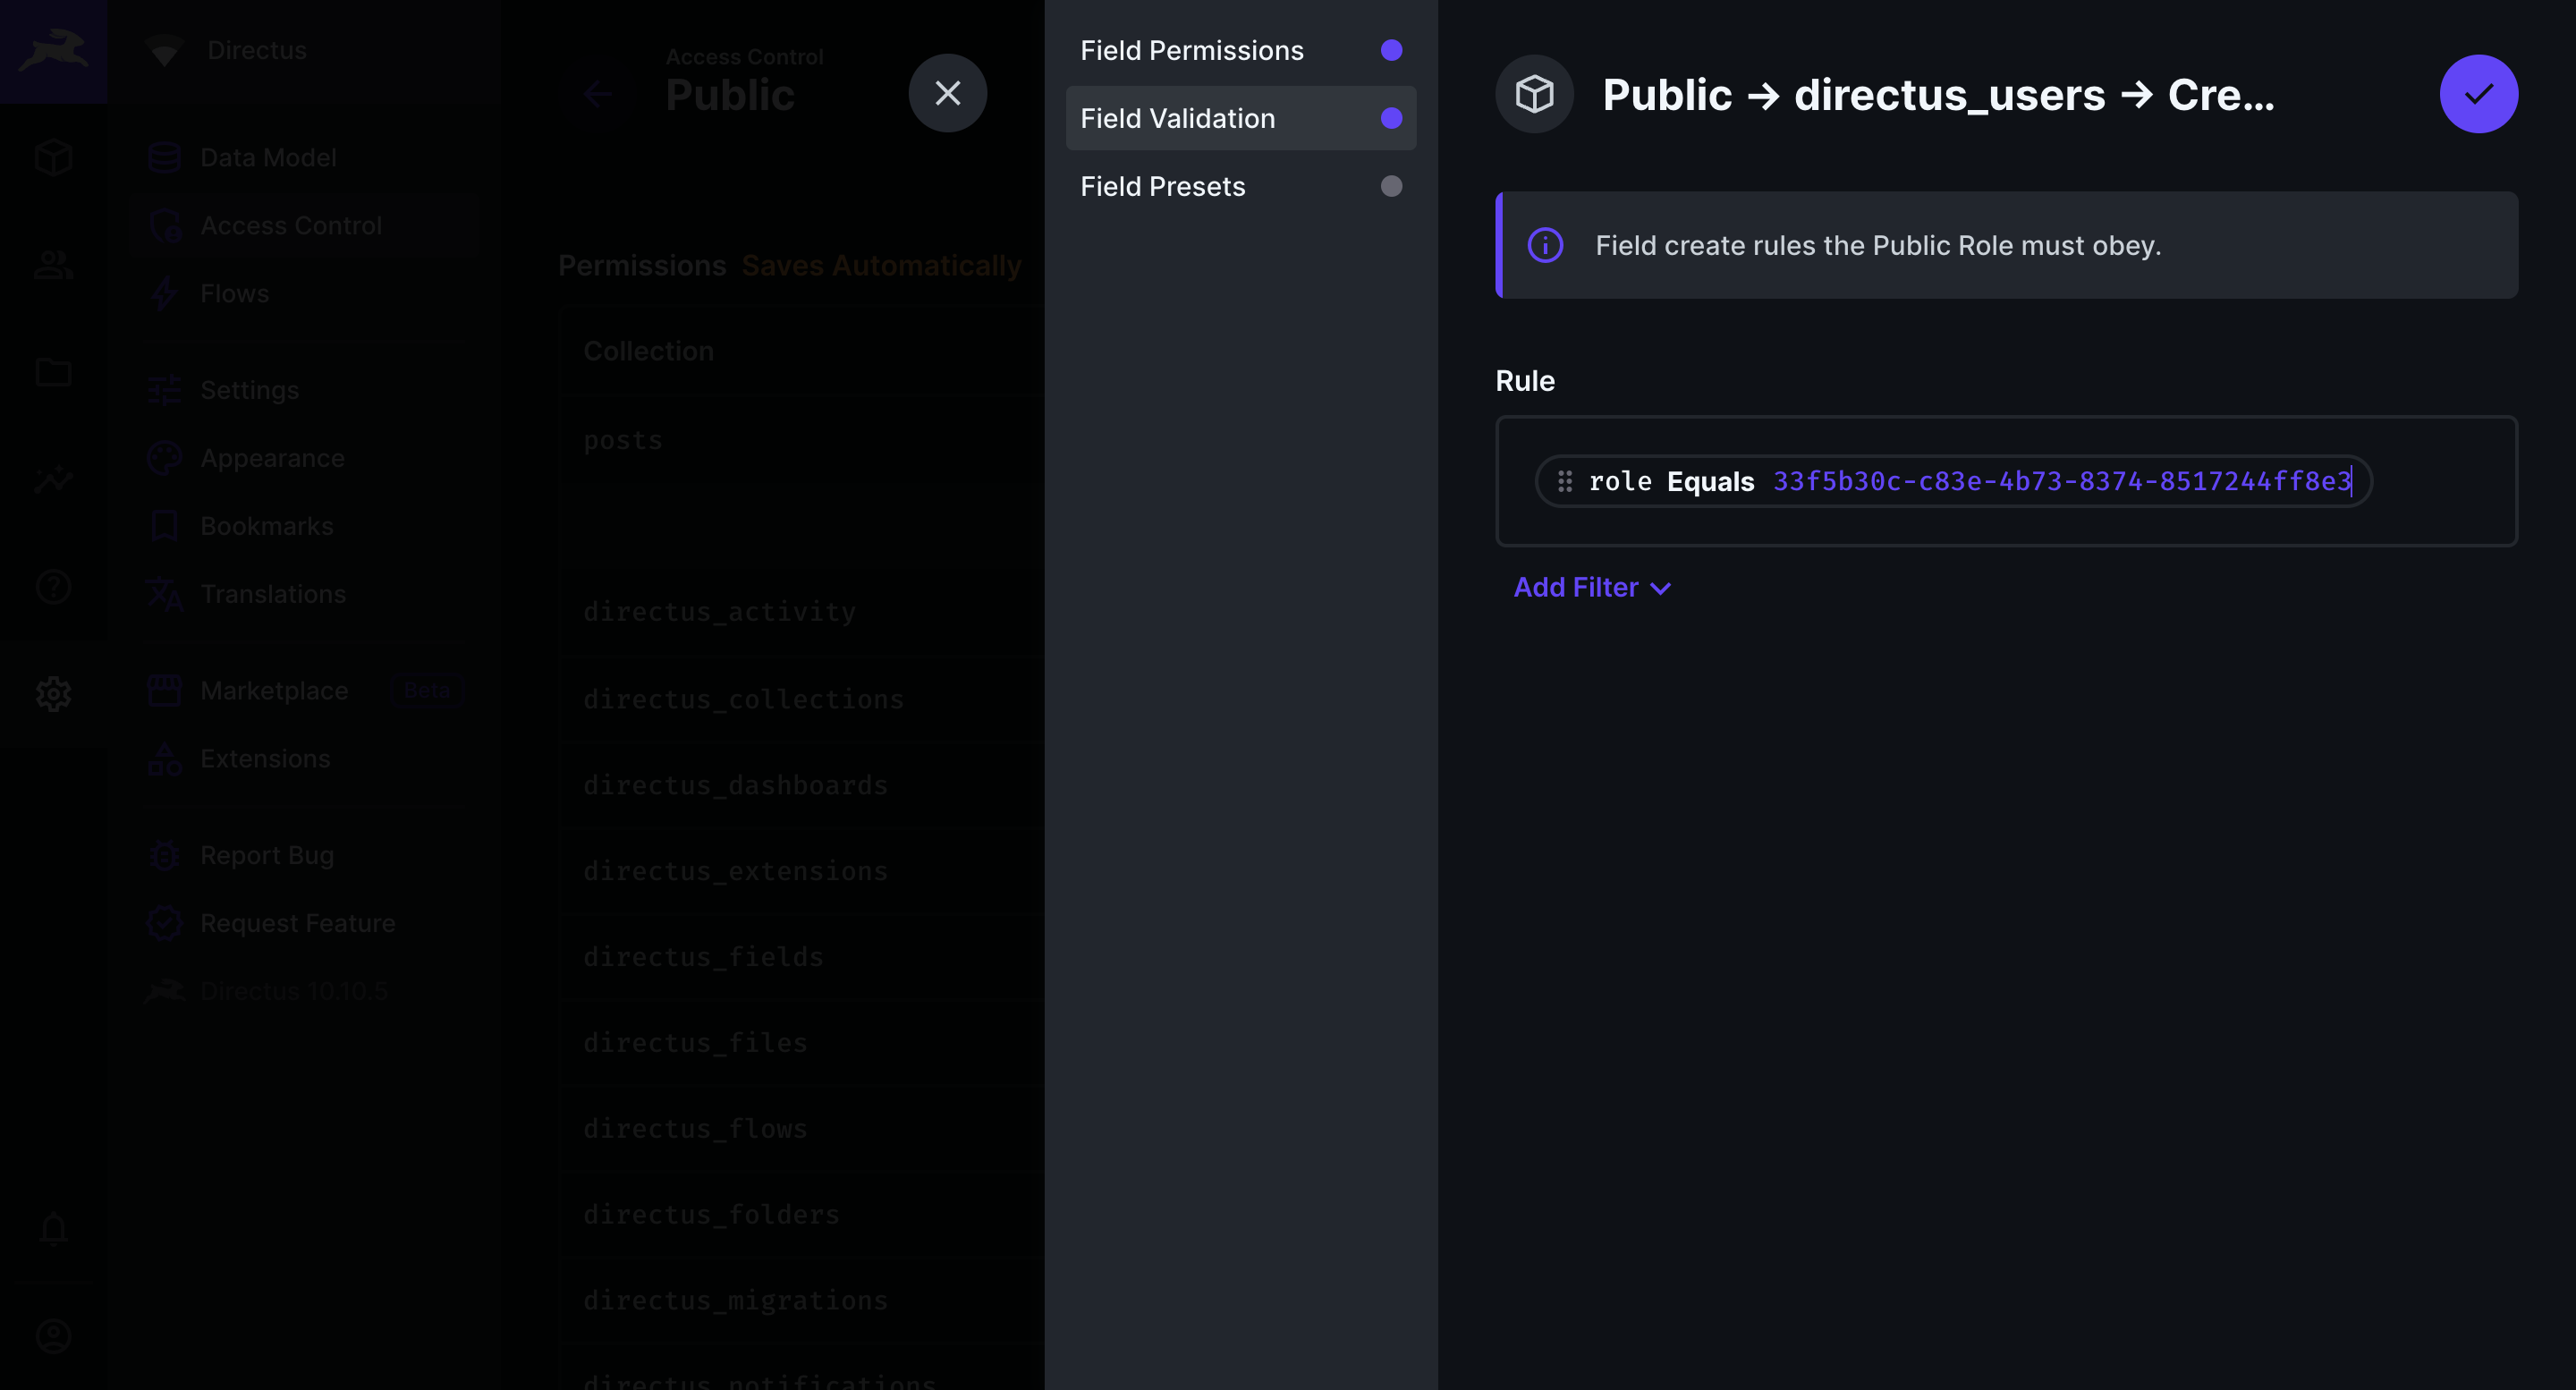 Directus
Data Model
Access Control
Flows
Settings
Appearance
Bookmarks
Translations
Marketplace Beta
Extensions
Report Bug
Request Feature
Directus 10.10.5
Access Control
Public
Permissions Saves Automatically
Collection
posts
directus_activity
directus_collections
directus_dashboards
directus_extensions
directus_fields
directus_files
directus_flows
directus_folders
directus_migrations
directus_notifications
Field Permissions
Field Validation
Field Presets
Public → directus_users → Cre...
Field create rules the Public Role must obey.
Rule
role Equals 33f5b30c-c83e-4b73-8374-8517244ff8e3
Add Filter